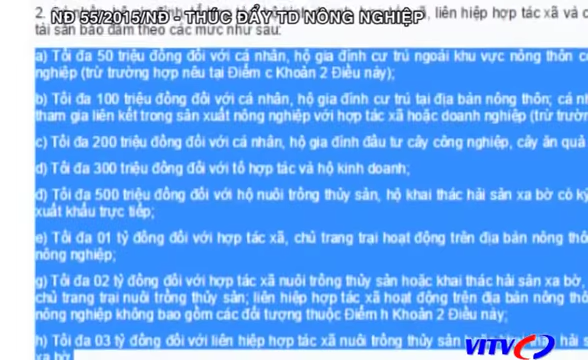 NĐ 55/2015/NĐ - THÚC ĐẨY TD NÔNG NGHIỆP
2. liên hiệp hợp tác xã và c
tài sản bảo đảm theo các mức như sau:
a) Tối đa 50 triệu đồng đối với cá nhân, hộ gia đình cư trú ngoài khu vực nông thôn c
nghiệp (trừ trường hợp nêu tại Điểm c Khoản 2 Điều này);
b) Tối đa 100 triệu đồng đối với cá nhân, hộ gia đình cư trú tại địa bàn nông thôn; cá nh
tham gia liên kết trong sản xuất nông nghiệp với hợp tác xã hoặc doanh nghiệp (trừ trườn
c) Tối đa 200 triệu đồng đối với cá nhân, hộ gia đình đầu tư cây công nghiệp, cây ăn quả
d) Tối đa 300 triệu đồng đối với tổ hợp tác và hộ kinh doanh;
đ) Tối đa 500 triệu đồng đối với hộ nuôi trồng thủy sản, hộ khai thác hải sản xa bờ có ký
xuất khẩu trực tiếp;
e) Tối đa 01 tỷ đồng đối với hợp tác xã, chủ trang trại hoạt động trên địa bàn nông thô
nông nghiệp;
g) Tối đa 02 tỷ đồng đối với hợp tác xã nuôi trồng thủy sản hoặc khai thác hải sản xa bờ,
chủ trang trại nuôi trồng thủy sản; liên hiệp hợp tác xã hoạt động trên địa bàn nông thô
nông nghiệp không bao gồm các đối tượng thuộc Điểm h Khoản 2 Điều này;
h) Tối đa 03 tỷ đồng đối với liên hiệp hợp tác xã nuôi trồng thủy sản hải
xa bờ
VITV